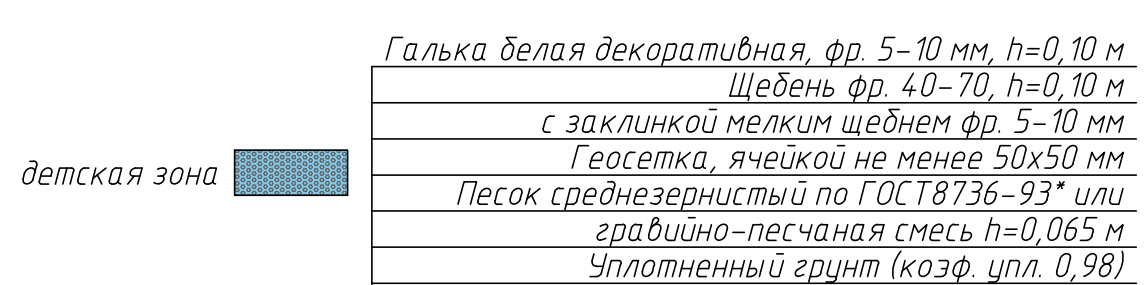 Галька белая декоративная, фр. 5-10 мм, h=0,10 м
Щебень фр. 40-70, h=0,10 м
с заклинкой мелким щебнем фр. 5-10 мм
Геосетка, ячейкой не менее 50х50 мм
детская зона
Песок среднезернистый по ГОСТ8736-93* или
гравийно-песчаная смесь h=0,065 м
Уплотненный грунт (коэф. упл. 0,98)